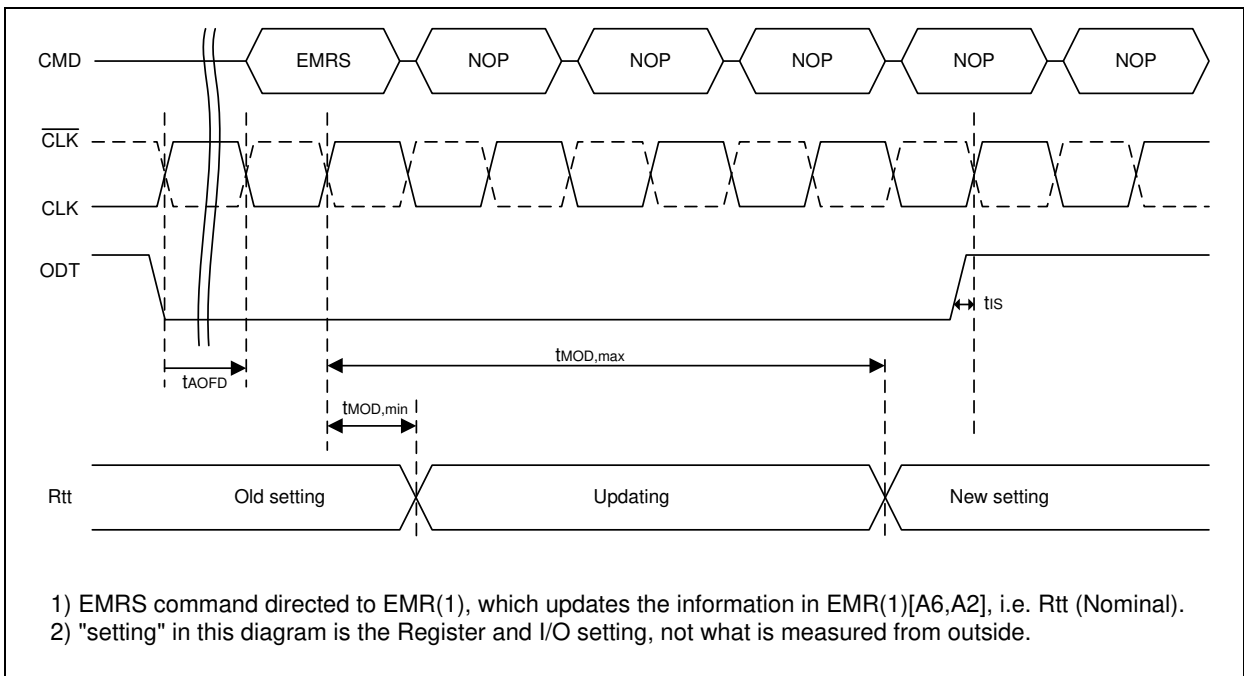 CMD EMRS NOP NOP NOP NOP NOP
CLK
CLK
ODT
tIS
tMOD,max
tAOFD
tMOD,min
Rtt Old setting Updating New setting
1) EMRS command directed to EMR(1), which updates the information in EMR(1)[A6,A2], i.e. Rtt (Nominal).
2) "setting" in this diagram is the Register and I/O setting, not what is measured from outside.